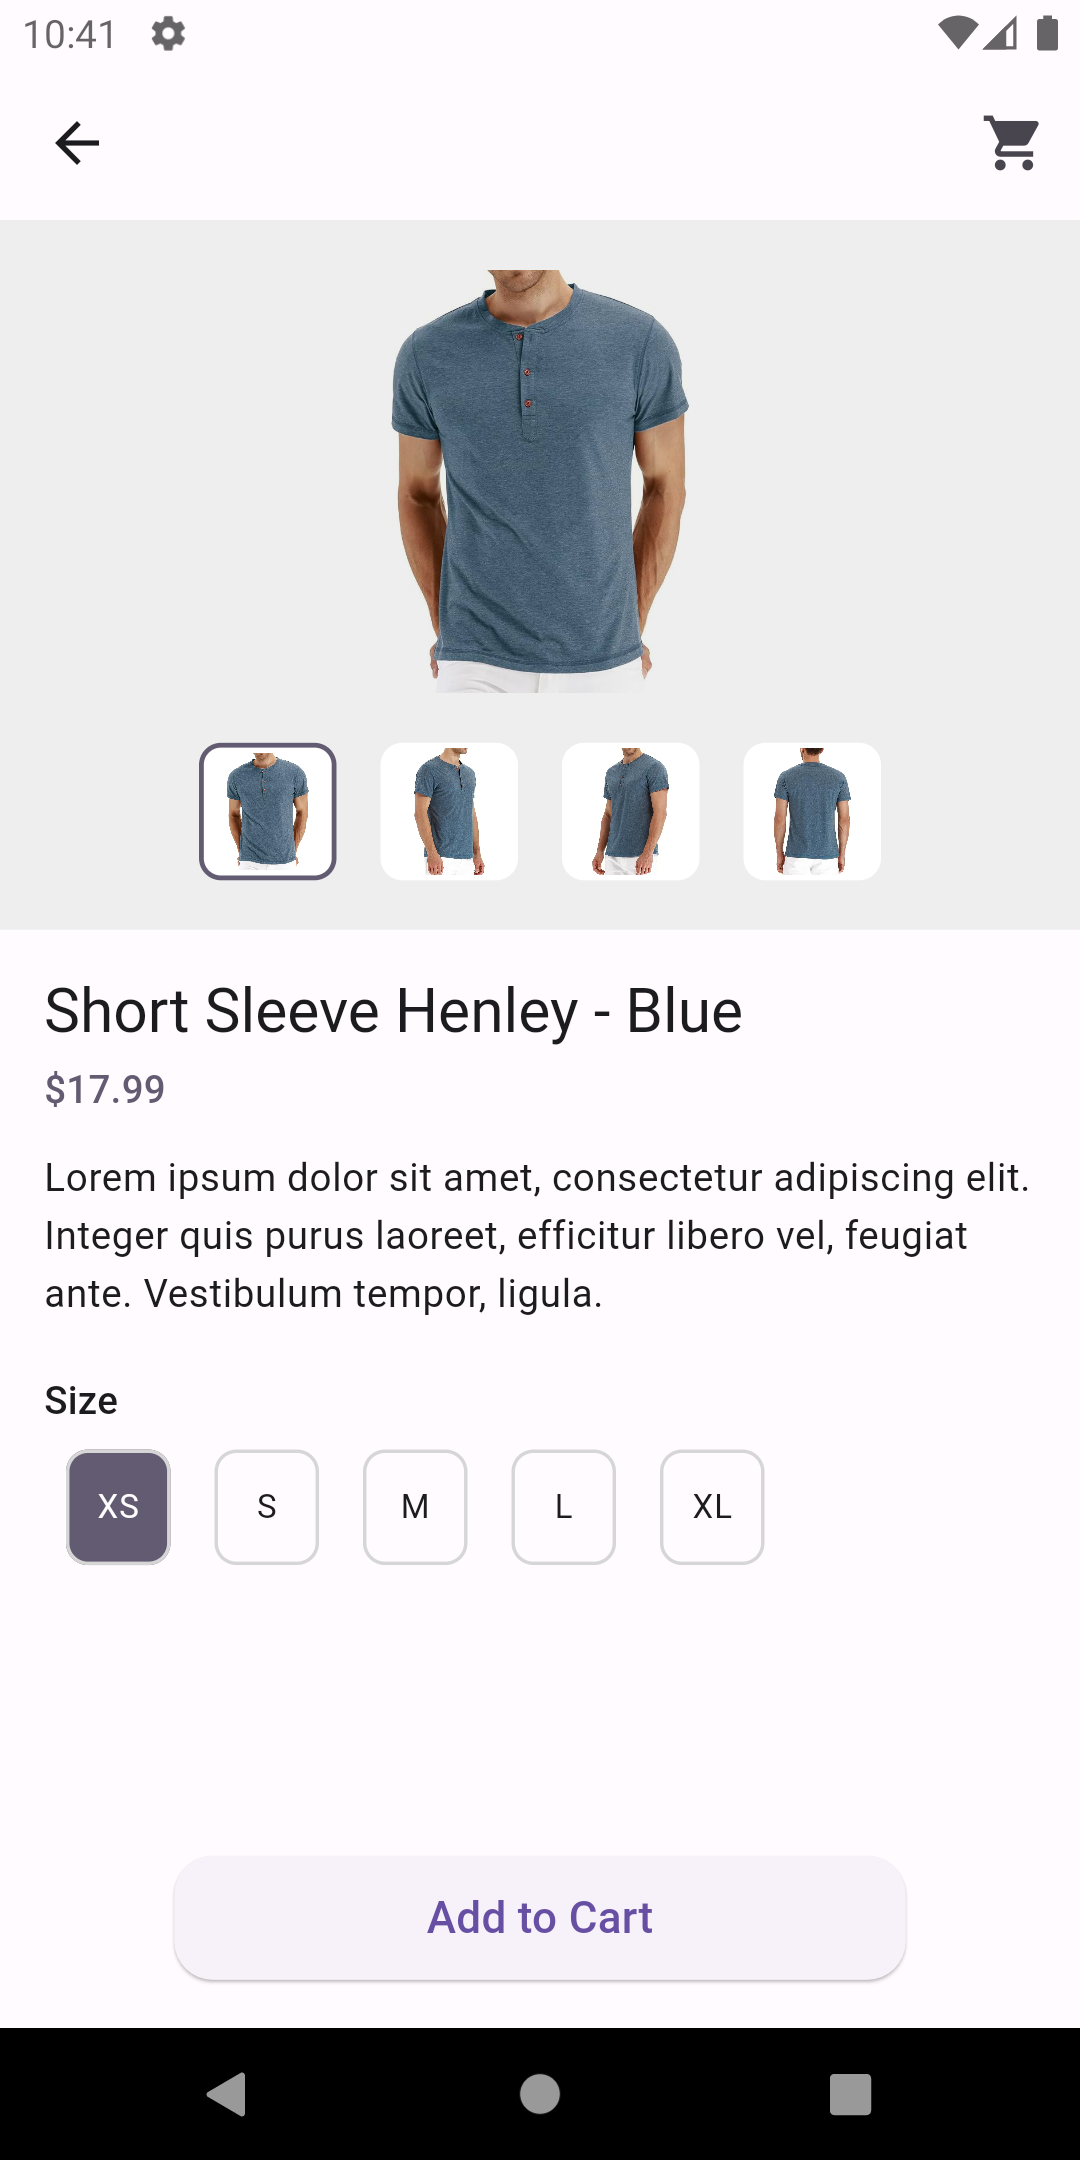 10:41
Short Sleeve Henley - Blue
$17.99
Lorem ipsum dolor sit amet, consectetur adipiscing elit.
Integer quis purus laoreet, efficitur libero vel, feugiat
ante. Vestibulum tempor, ligula.
Size
XS S M L XL
Add to Cart